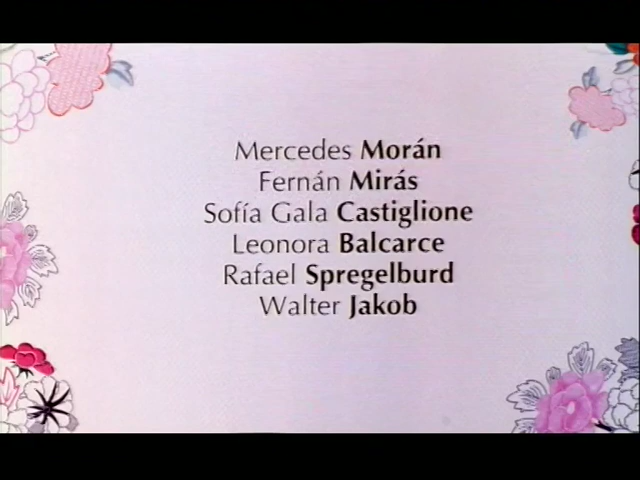 Mercedes Morán
Fernán Mirás
Sofía Gala Castiglione
Leonora Balcarce
Rafael Spregelburd
Walter Jakob